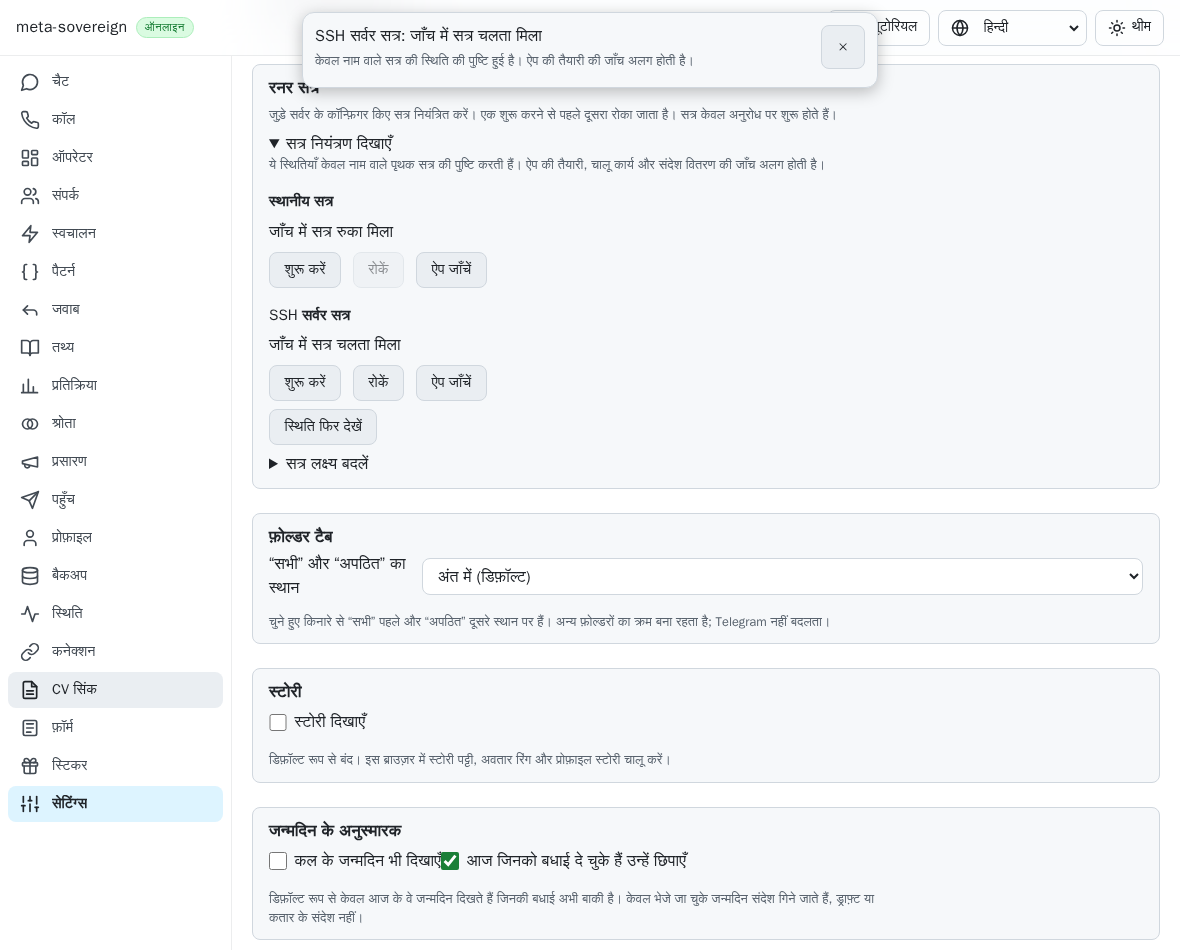 meta-sovereign
ऑनलाइन
SSH सर्वर सत्र: जाँच में सत्र चलता मिला
केवल नाम वाले सत्र की स्थिति की पुष्टि हुई है। ऐप की तैयारी की जाँच अलग होती है।
×
हिन्दी
थीम
चैट
कॉल
ऑपरेटर
संपर्क
स्वचालन
पैटर्न
जवाब
तथ्य
प्रतिक्रिया
श्रोता
प्रसारण
पहुँच
प्रोफ़ाइल
बैकअप
स्थिति
कनेक्शन
CV सिंक
फ़ॉर्म
स्टिकर
सेटिंग्स
रनर सत्र
जुड़े सर्वर के कॉन्फ़िगर किए सत्र नियंत्रित करें। एक शुरू करने से पहले दूसरा रोका जाता है। सत्र केवल अनुरोध पर शुरू होते हैं।
सत्र नियंत्रण दिखाएँ
ये स्थितियाँ केवल नाम वाले पृथक सत्र की पुष्टि करती हैं। ऐप की तैयारी, चालू कार्य और संदेश वितरण की जाँच अलग होती है।
स्थानीय सत्र
जाँच में सत्र रुका मिला
शुरू करें रोकें ऐप जाँचें
SSH सर्वर सत्र
जाँच में सत्र चलता मिला
शुरू करें रोकें ऐप जाँचें
स्थिति फिर देखें
सत्र लक्ष्य बदलें
फ़ोल्डर टैब
“सभी” और “अपठित” का
स्थान
अंत में (डिफ़ॉल्ट)
चुने हुए किनारे से “सभी” पहले और “अपठित” दूसरे स्थान पर हैं। अन्य फ़ोल्डरों का क्रम बना रहता है; Telegram नहीं बदलता।
स्टोरी
स्टोरी दिखाएँ
डिफ़ॉल्ट रूप से बंद। इस ब्राउज़र में स्टोरी पट्टी, अवतार रिंग और प्रोफ़ाइल स्टोरी चालू करें।
जन्मदिन के अनुस्मारक
कल के जन्मदिन भी दिखाएँ आज जिनको बधाई दे चुके हैं उन्हें छिपाएँ
डिफ़ॉल्ट रूप से केवल आज के वे जन्मदिन दिखते हैं जिनकी बधाई अभी बाकी है। केवल भेजे जा चुके जन्मदिन संदेश गिने जाते हैं, ड्राफ़्ट या
कतार के संदेश नहीं।